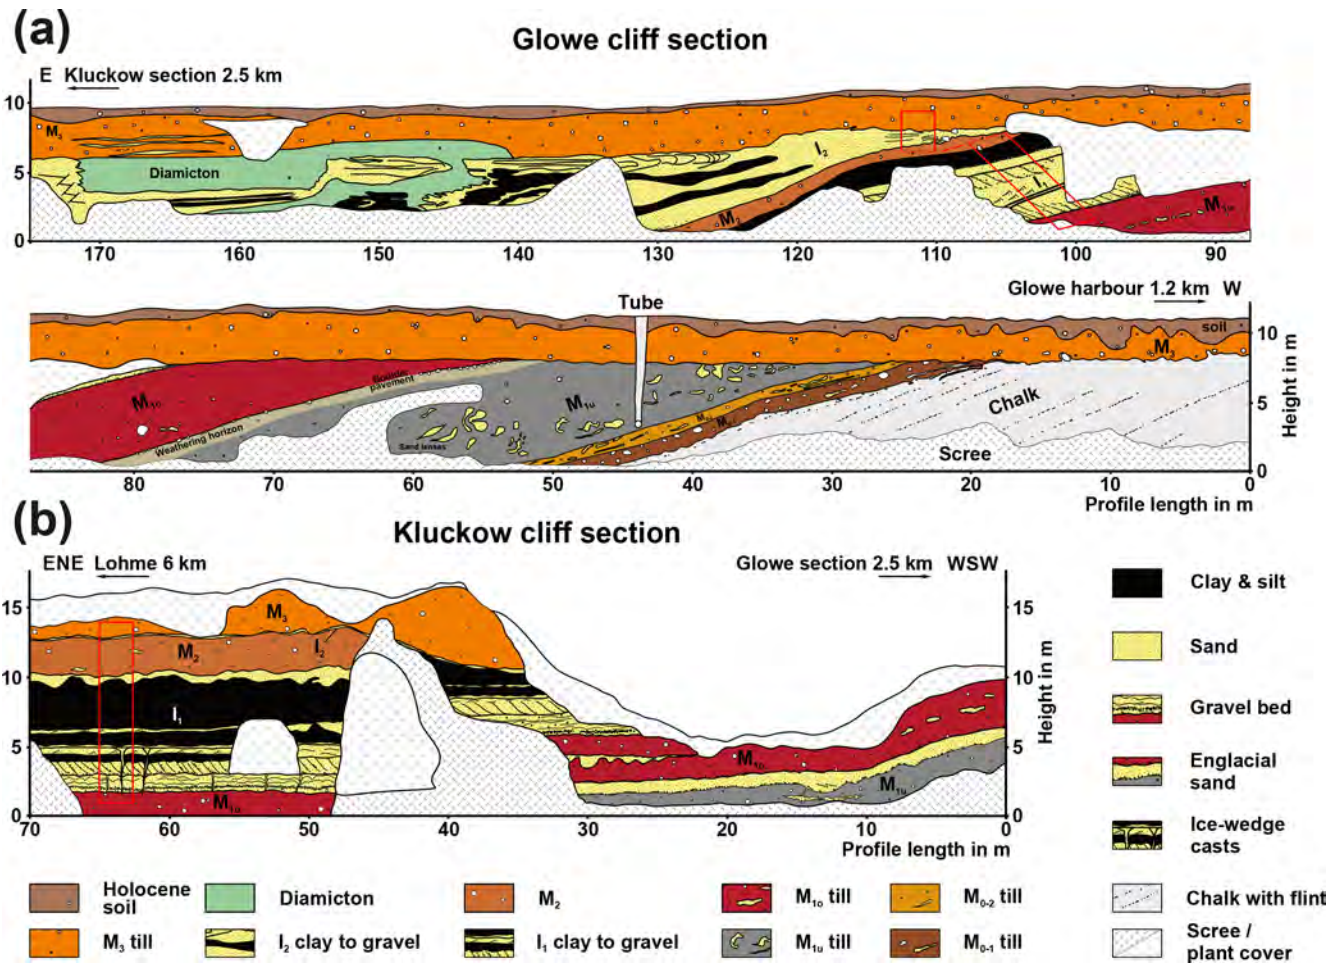 (a)
Glowe cliff section
E Kluckow section 2.5 km
10
5
0
M3
Diamicton
I2
M2
I1
M1u
170 160 150 140 130 120 110 100 90
Tube
Glowe harbour 1.2 km W
soil
M3
M1o
Boulder
pavement
Weathering horizon
M1u
Sand lenses
Chalk
Scree
10
5
0
Height in m
80 70 60 50 40 30 20 10 0
Profile length in m
(b)
Kluckow cliff section
ENE Lohme 6 km
Glowe section 2.5 km WSW
15
10
5
0
M3
M2
I2
I1
M1u
M1o
M1u
15
10
5
0
Height in m
70 60 50 40 30 20 10 0
Profile length in m
Clay & silt
Sand
Gravel bed
Englacial
sand
Ice-wedge
casts
Chalk with flint
Scree /
plant cover
Holocene
soil
Diamicton
M2
M1o till
M0-2 till
M3 till
I2 clay to gravel
I1 clay to gravel
M1u till
M0-1 till